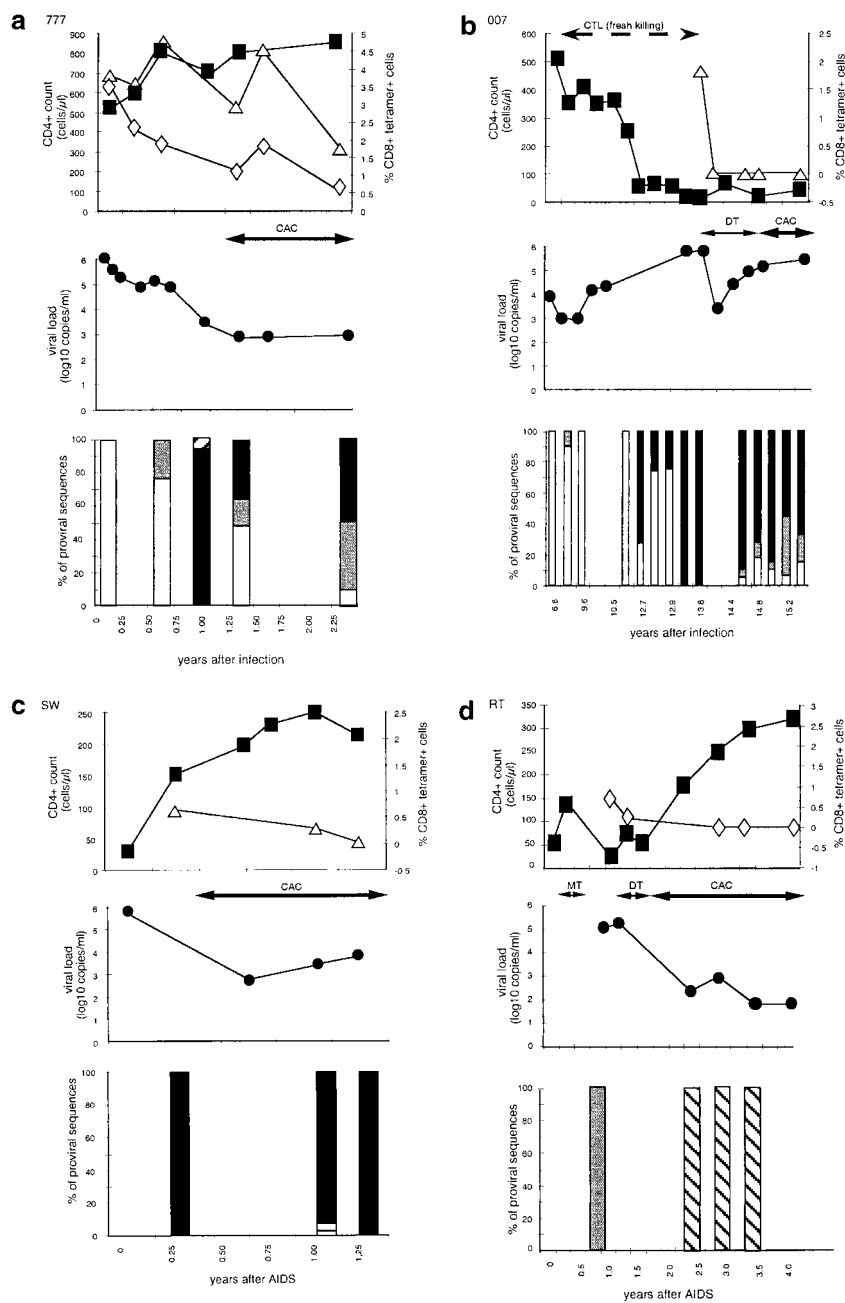 a 777
900
800
700
600
500
400
300
200
100
0
CD4+ count
(cells/µl)
5
4.5
4
3.5
3
2.5
2
1.5
1
0.5
0
% CD8+ tetramer+ cells
CAC
6
5
4
3
2
1
0
viral load
(log10 copies/ml)
100
80
60
40
20
0
% of proviral sequences
0 0.25 0.50 0.75 1.00 1.25 1.50 1.75 2.00 2.25
years after infection
b 007
CTL (fresh killing)
600
500
400
300
200
100
0
CD4+ count
(cells/µl)
2.5
2
1.5
1
0.5
0
-0.5
% CD8+ tetramer+ cells
DT CAC
6
5
4
3
2
1
0
viral load
(log10 copies/ml)
100
80
60
40
20
0
% of proviral sequences
6.8 9.6 10.5 12.7 12.9 13.8 14.4 14.8 15.2
years after infection
c SW
250
200
150
100
50
0
CD4+ count
(cells/µl)
2.5
2
1.5
1
0.5
0
-0.5
% CD8+ tetramer+ cells
CAC
6
5
4
3
2
1
0
viral load
(log10 copies/ml)
100
80
60
40
20
0
% of proviral sequences
0 0.25 0.50 0.75 1.00 1.25
years after AIDS
d RT
350
300
250
200
150
100
50
0
CD4+ count
(cells/µl)
3
2.5
2
1.5
1
0.5
0
-0.5
-1
% CD8+ tetramer+ cells
MT DT CAC
6
5
4
3
2
1
0
viral load
(log10 copies/ml)
100
80
60
40
20
0
% of proviral sequences
0 0.5 1.0 1.5 2.0 2.5 3.0 3.5 4.0
years after AIDS